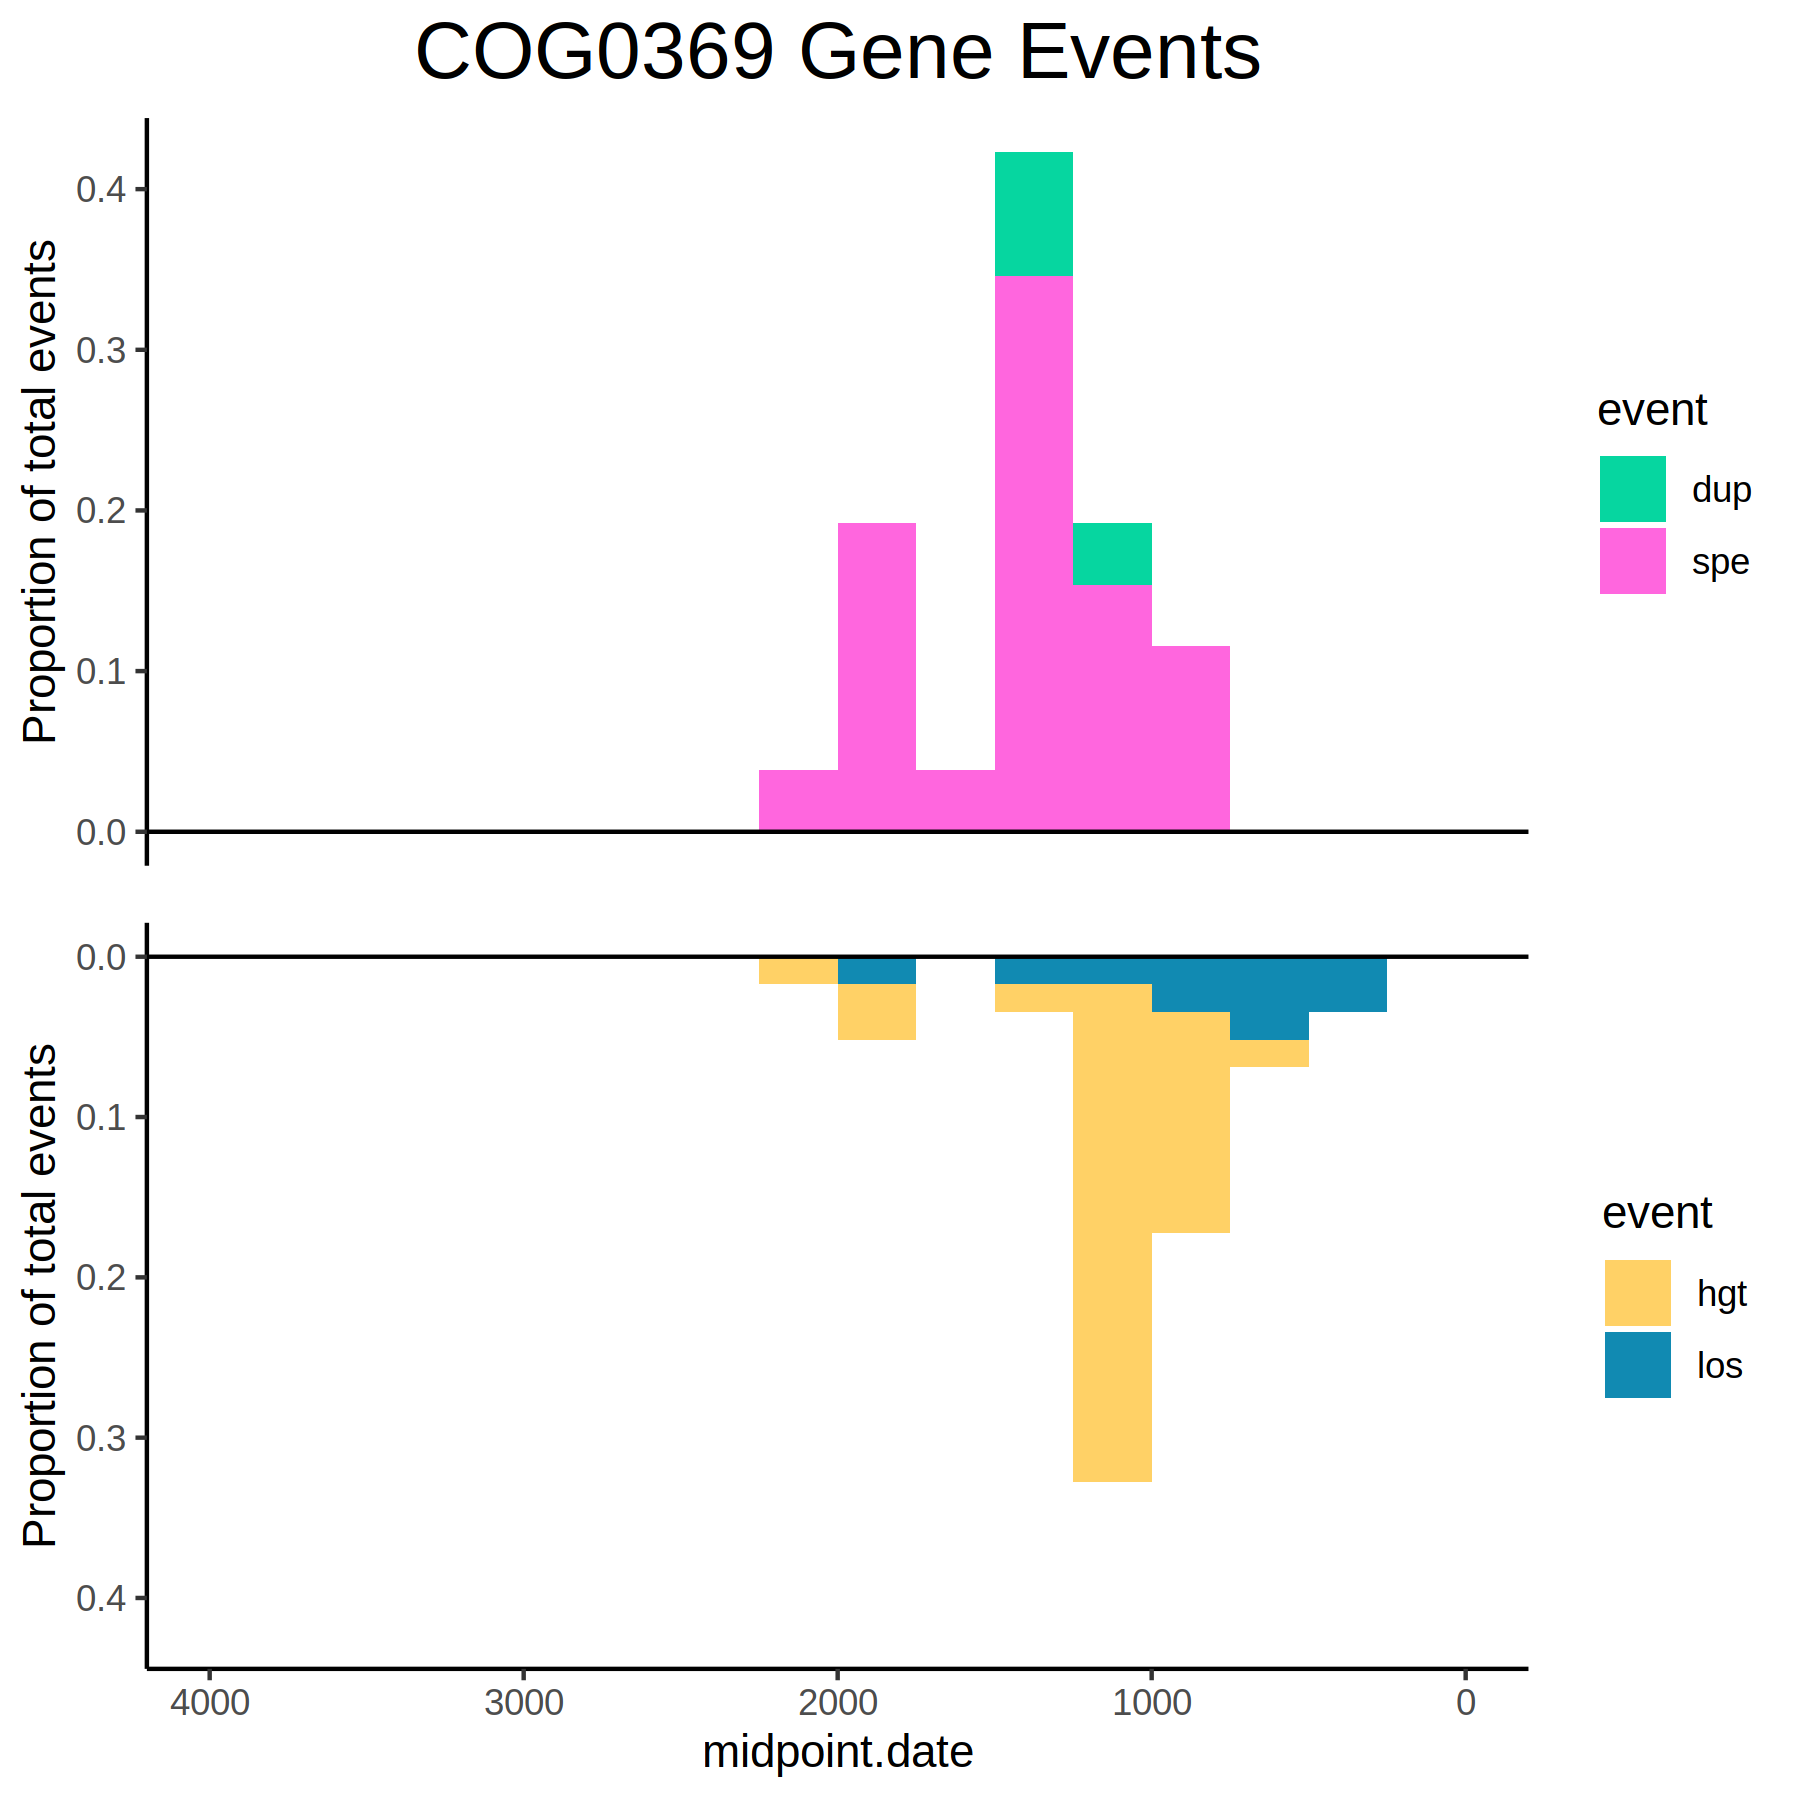 COG0369 Gene Events
Proportion of total events
0.4
0.3
0.2
0.1
0.0
event
dup
spe
Proportion of total events
0.0
0.1
0.2
0.3
0.4
event
hgt
los
4000 3000 2000 1000 0
midpoint.date